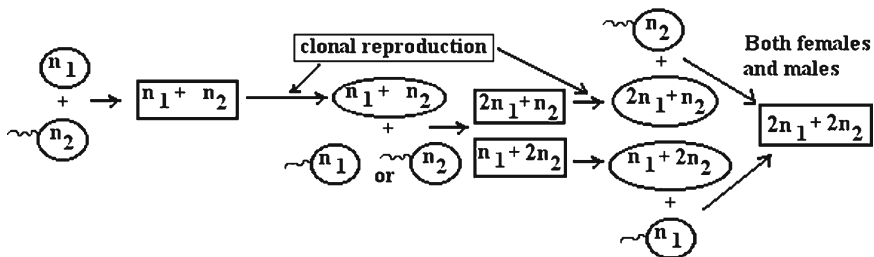 n1
+
n2
n1+ n2
clonal reproduction
n1+ n2
+
n1
or
n2
2n1+n2
n1+2n2
n2
+
2n1+n2
n1+2n2
+
n1
Both females
and males
2n1+2n2